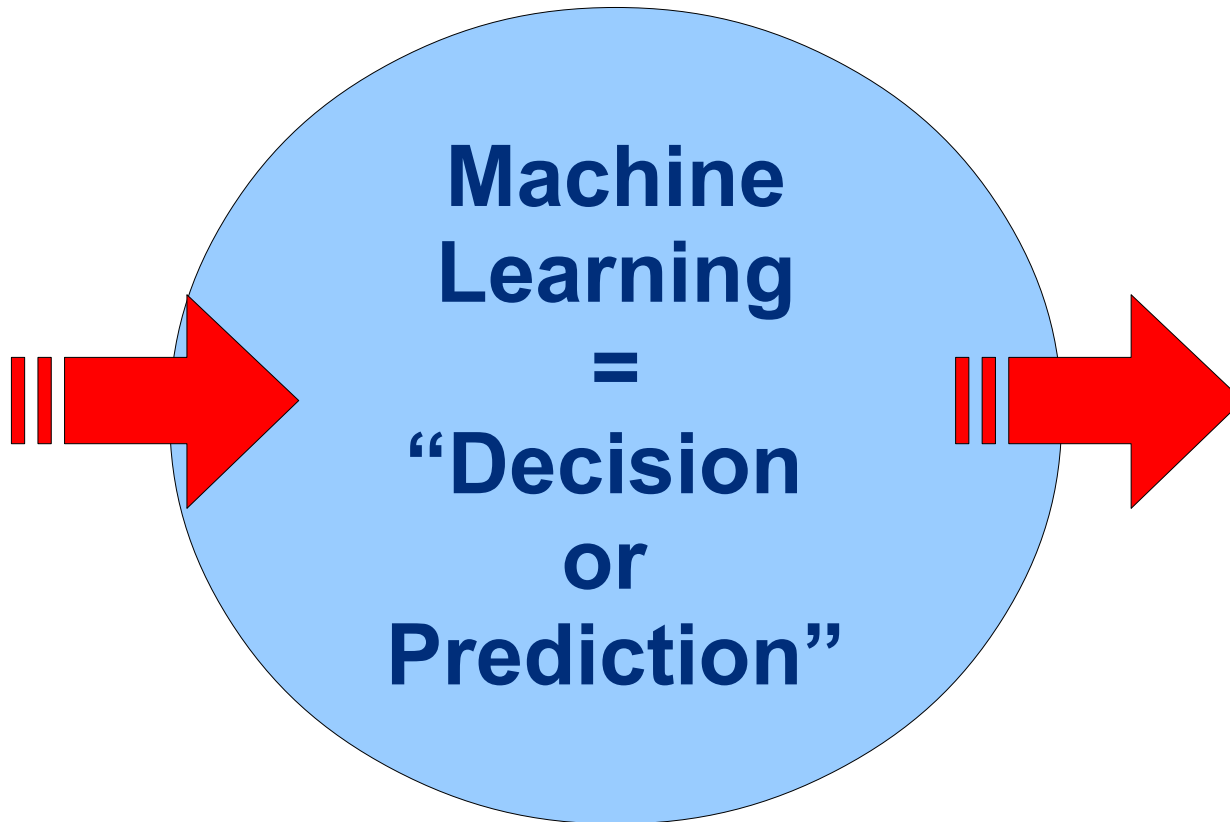 Machine
Learning
=
“Decision
or
Prediction”